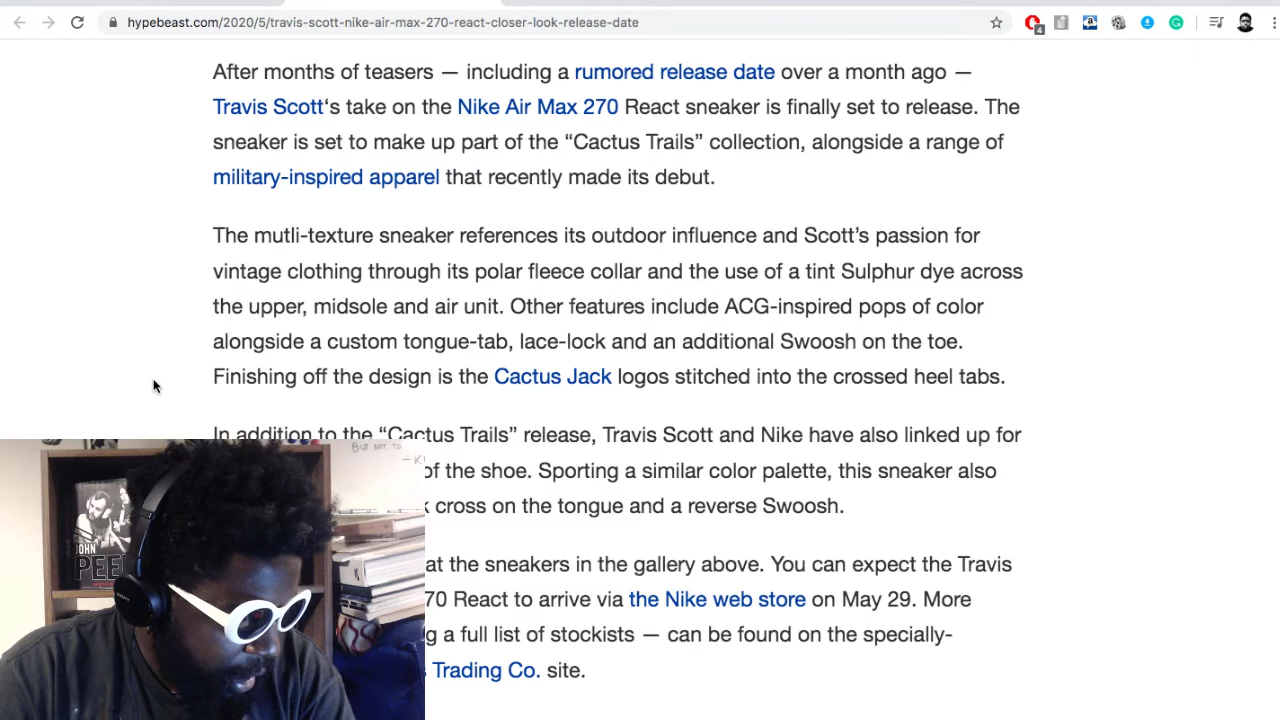 hypebeast.com/2020/5/travis-scott-nike-air-max-270-react-closer-look-release-date
4
After months of teasers — including a rumored release date over a month ago —
Travis Scott‘s take on the Nike Air Max 270 React sneaker is finally set to release. The
sneaker is set to make up part of the “Cactus Trails” collection, alongside a range of
military-inspired apparel that recently made its debut.
The mutli-texture sneaker references its outdoor influence and Scott’s passion for
vintage clothing through its polar fleece collar and the use of a tint Sulphur dye across
the upper, midsole and air unit. Other features include ACG-inspired pops of color
alongside a custom tongue-tab, lace-lock and an additional Swoosh on the toe.
Finishing off the design is the Cactus Jack logos stitched into the crossed heel tabs.
In addition to the “Cactus Trails” release, Travis Scott and Nike have also linked up for
of the shoe. Sporting a similar color palette, this sneaker also
cross on the tongue and a reverse Swoosh.
at the sneakers in the gallery above. You can expect the Travis
70 React to arrive via the Nike web store on May 29. More
g a full list of stockists — can be found on the specially-
Trading Co. site.
BUT NOT TO
JOHN
PEEL
SONY